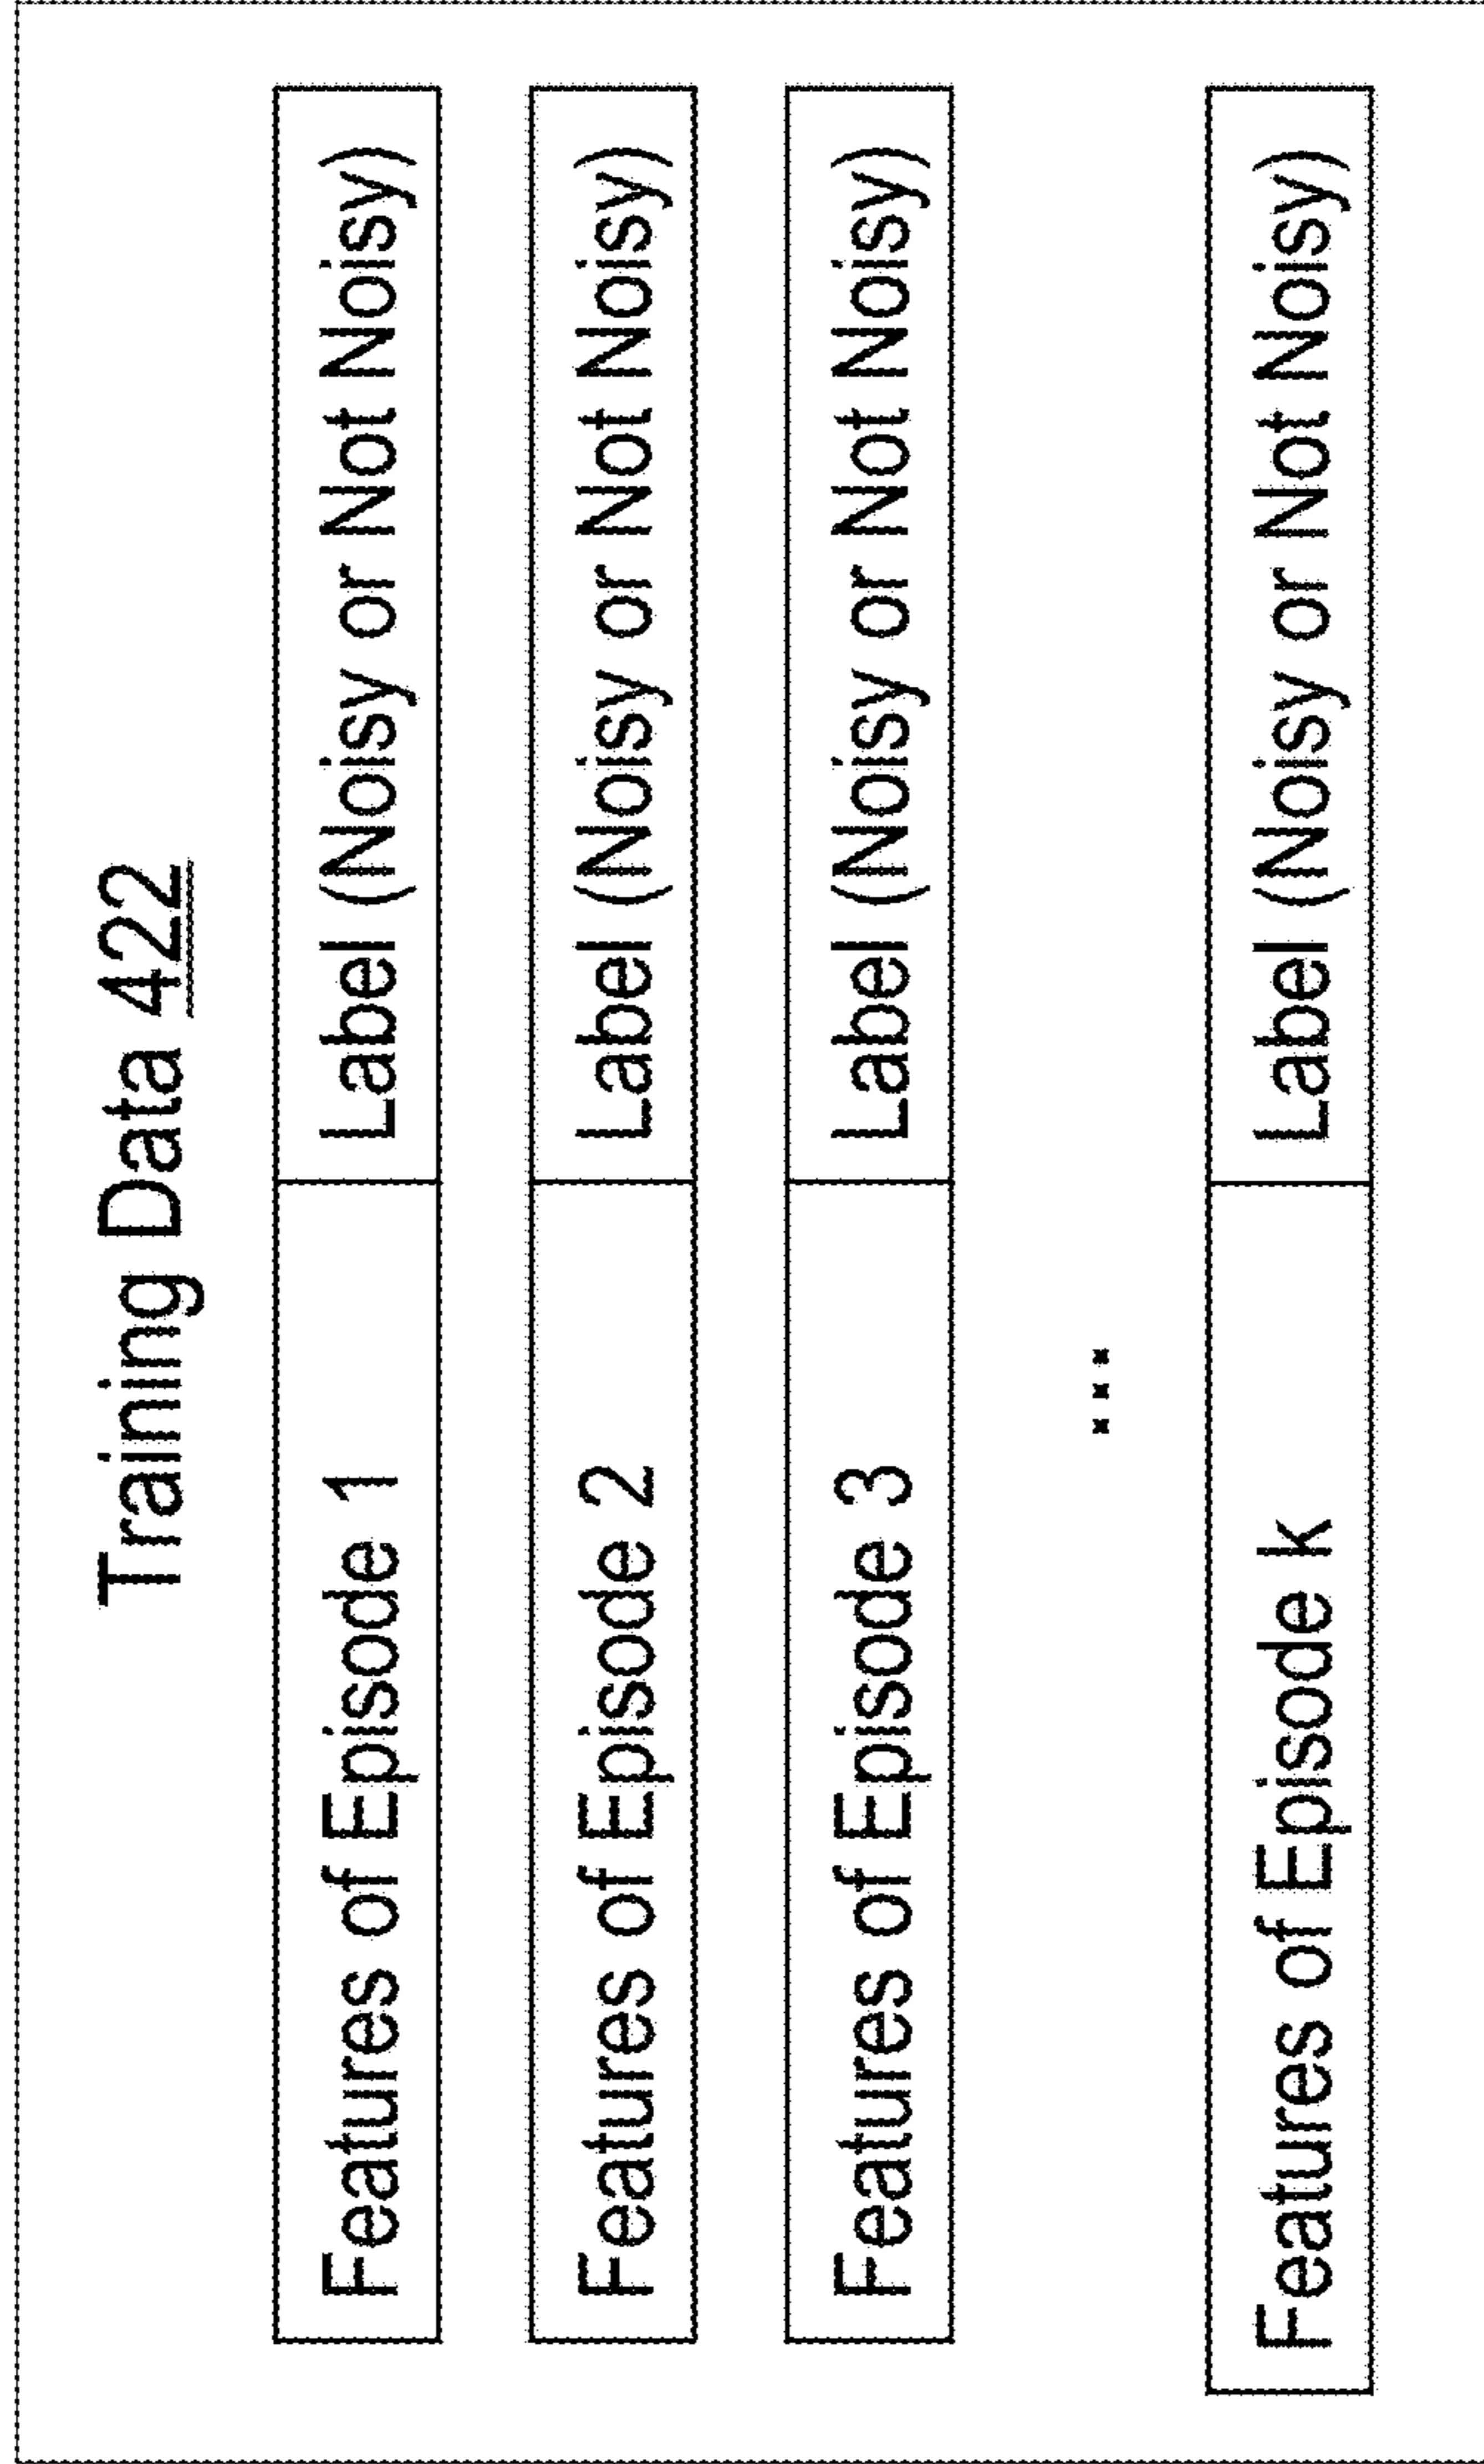 Training Data 422
Features of Episode 1 Label (Noisy or Not Noisy)
Features of Episode 2 Label (Noisy or Not Noisy)
Features of Episode 3 Label (Noisy or Not Noisy)
...
Features of Episode k Label (Noisy or Not Noisy)